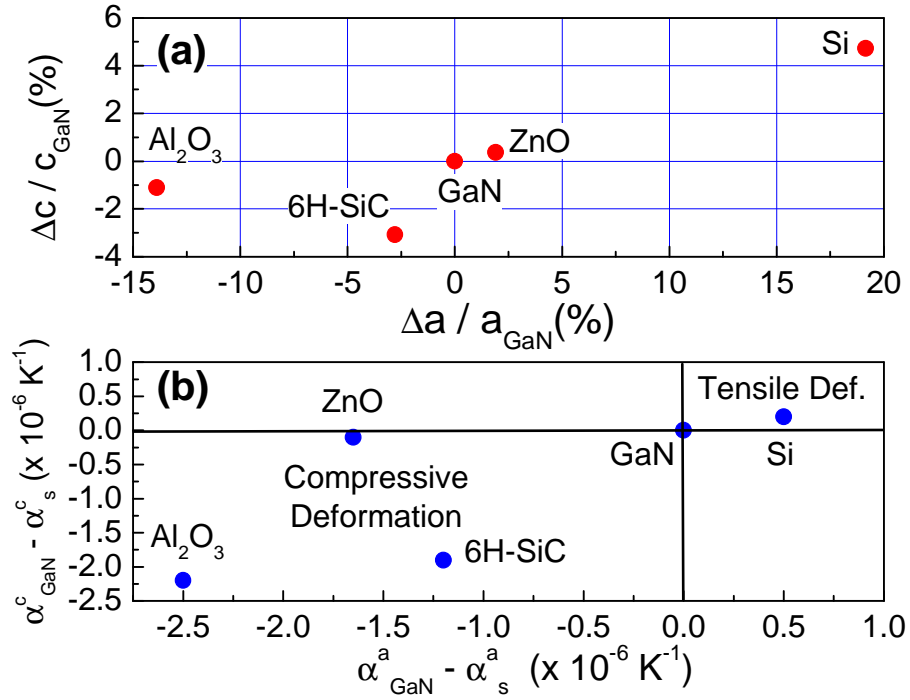 (a)
Δc / c_GaN(%)
6
4
2
0
-2
-4
Si
Al₂O₃
ZnO
GaN
6H-SiC
-15 -10 -5 0 5 10 15 20
Δa / a_GaN(%)
(b)
α^c_GaN - α^c_s (x 10⁻⁶ K⁻¹)
1.0
0.5
0.0
-0.5
-1.0
-1.5
-2.0
-2.5
ZnO
Tensile Def.
GaN
Si
Compressive
Deformation
Al₂O₃
6H-SiC
-2.5 -2.0 -1.5 -1.0 -0.5 0.0 0.5 1.0
α^a_GaN - α^a_s (x 10⁻⁶ K⁻¹)